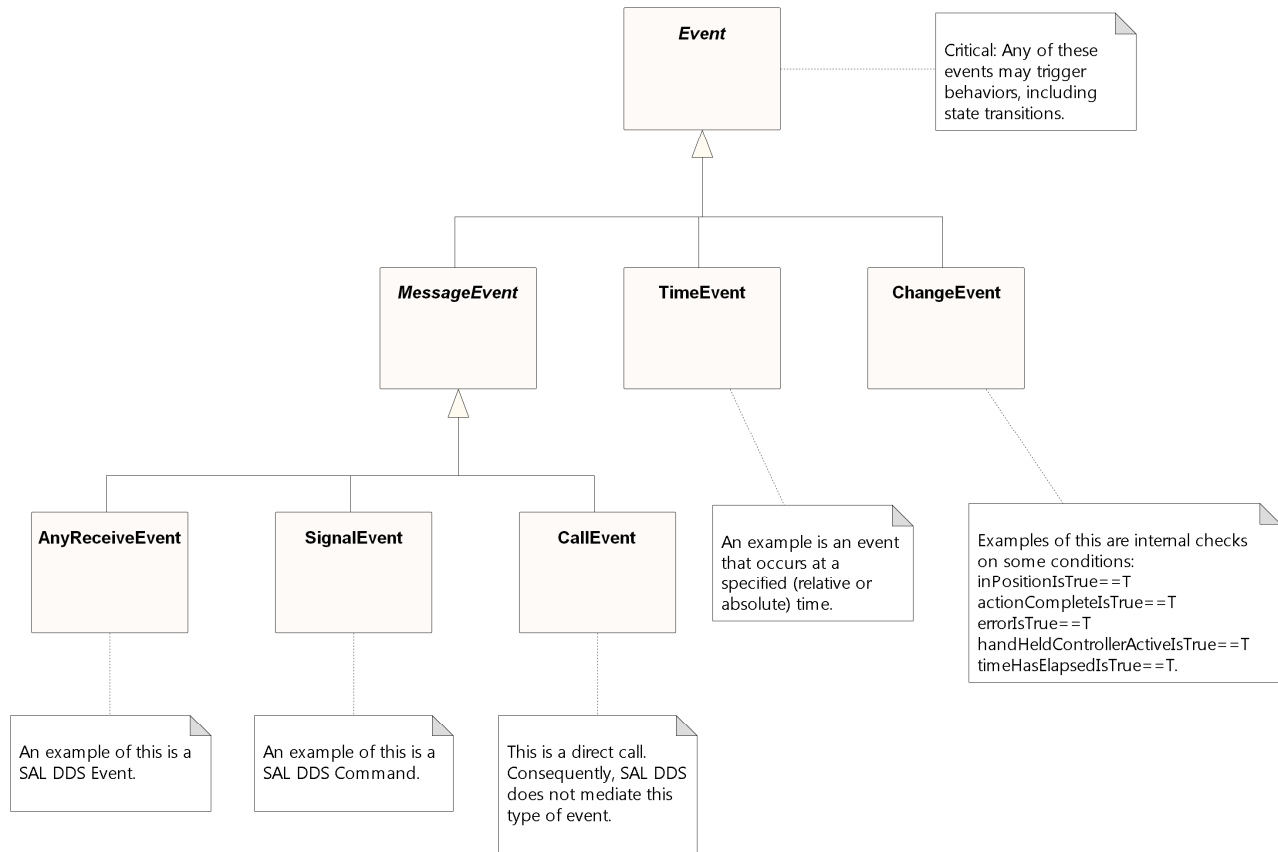 Event
Critical: Any of these
events may trigger
behaviors, including
state transitions.
MessageEvent
TimeEvent
ChangeEvent
AnyReceiveEvent
SignalEvent
CallEvent
An example is an event
that occurs at a
specified (relative or
absolute) time.
Examples of this are internal checks
on some conditions:
inPositionIsTrue==T
actionCompleteIsTrue==T
errorIsTrue==T
handHeldControllerActiveIsTrue==T
timeHasElapsedIsTrue==T.
An example of this is a
SAL DDS Event.
An example of this is a
SAL DDS Command.
This is a direct call.
Consequently, SAL DDS
does not mediate this
type of event.